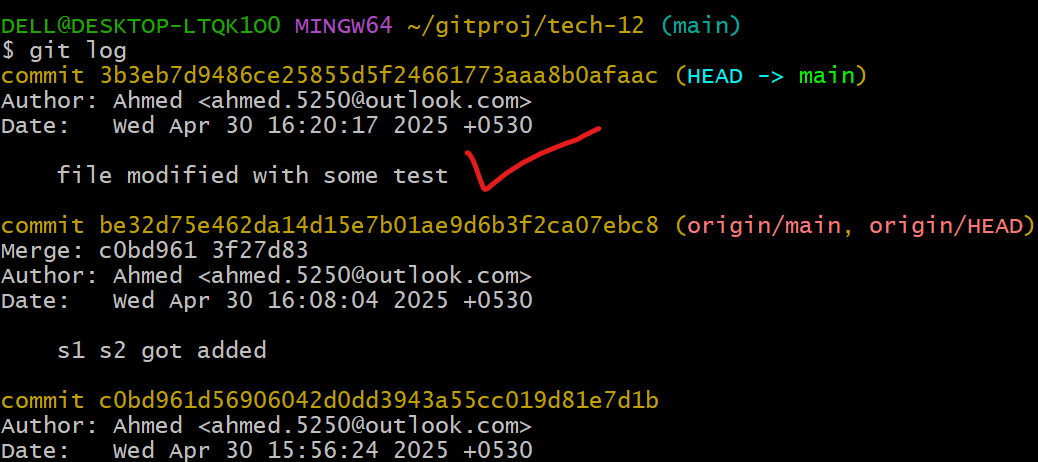 DELL@DESKTOP-LTQK1O0 MINGW64 ~/gitproj/tech-12 (main)
$ git log
commit 3b3eb7d9486ce25855d5f24661773aaa8b0afaac (HEAD -> main)
Author: Ahmed <ahmed.5250@outlook.com>
Date:   Wed Apr 30 16:20:17 2025 +0530
file modified with some test
commit be32d75e462da14d15e7b01ae9d6b3f2ca07ebc8 (origin/main, origin/HEAD)
Merge: c0bd961 3f27d83
Author: Ahmed <ahmed.5250@outlook.com>
Date:   Wed Apr 30 16:08:04 2025 +0530
s1 s2 got added
commit c0bd961d56906042d0dd3943a55cc019d81e7d1b
Author: Ahmed <ahmed.5250@outlook.com>
Date:   Wed Apr 30 15:56:24 2025 +0530